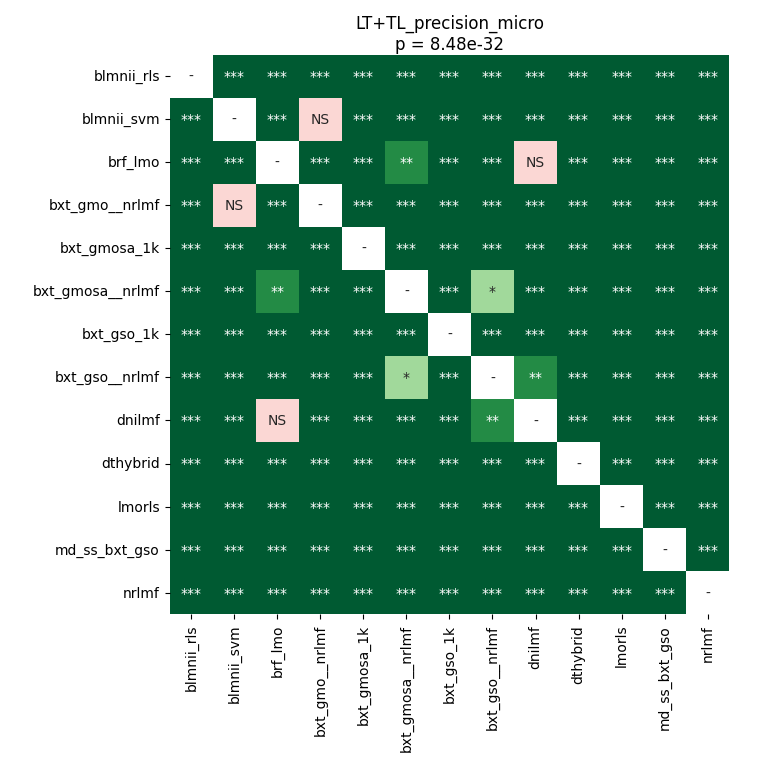 LT+TL_precision_micro
p = 8.48e-32
blmnii_rls - *** *** *** *** *** *** *** *** *** *** *** ***
blmnii_svm *** - *** NS *** *** *** *** *** *** *** *** ***
brf_lmo *** *** - *** *** ** *** *** NS *** *** *** ***
bxt_gmo__nrlmf *** NS *** - *** *** *** *** *** *** *** *** ***
bxt_gmosa_1k *** *** *** *** - *** *** *** *** *** *** *** ***
bxt_gmosa__nrlmf *** *** ** *** *** - *** * *** *** *** *** ***
bxt_gso_1k *** *** *** *** *** *** - *** *** *** *** *** ***
bxt_gso__nrlmf *** *** *** *** *** * *** - ** *** *** *** ***
dnilmf *** *** NS *** *** *** *** ** - *** *** *** ***
dthybrid *** *** *** *** *** *** *** *** *** - *** *** ***
lmorls *** *** *** *** *** *** *** *** *** *** - *** ***
md_ss_bxt_gso *** *** *** *** *** *** *** *** *** *** *** - ***
nrlmf *** *** *** *** *** *** *** *** *** *** *** *** -
blmnii_rls
blmnii_svm
brf_lmo
bxt_gmo__nrlmf
bxt_gmosa_1k
bxt_gmosa__nrlmf
bxt_gso_1k
bxt_gso__nrlmf
dnilmf
dthybrid
lmorls
md_ss_bxt_gso
nrlmf